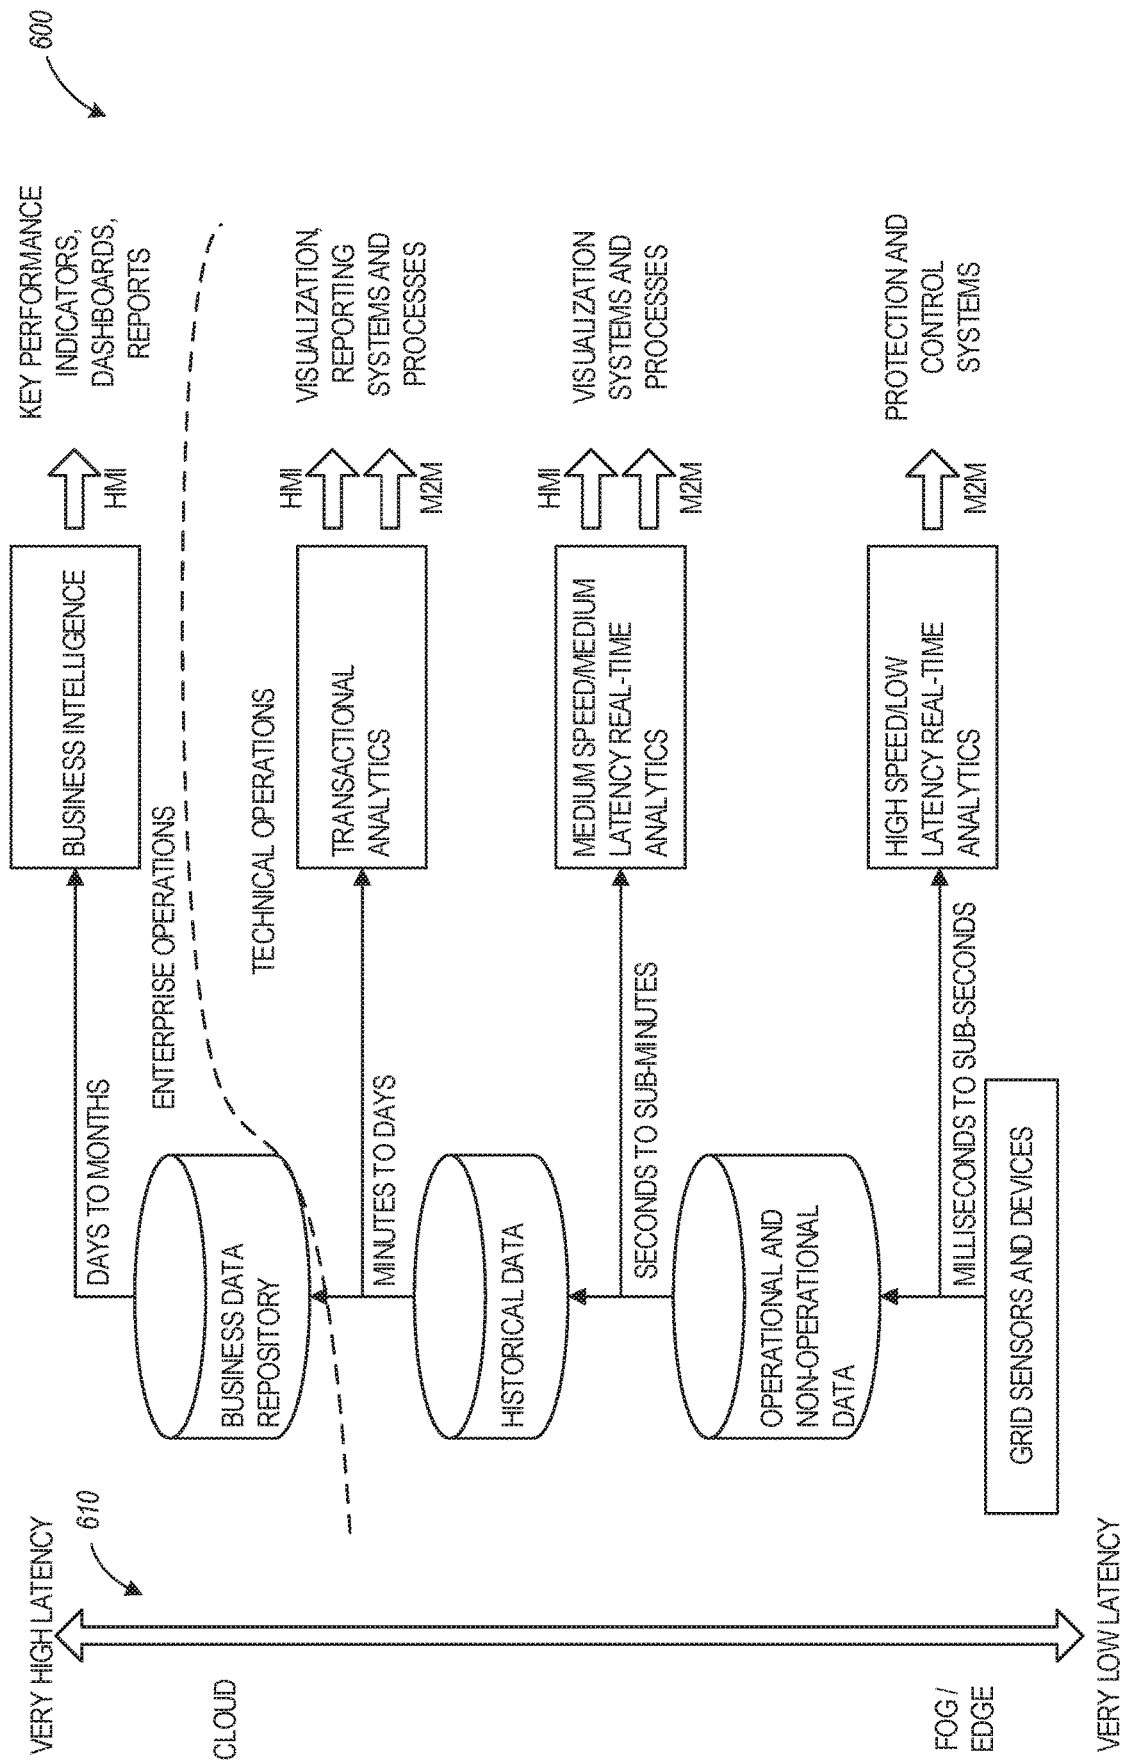 600
VERY HIGH LATENCY
610
CLOUD
FOG /
EDGE
VERY LOW LATENCY
DAYS TO MONTHS
BUSINESS INTELLIGENCE
HMI
KEY PERFORMANCE
INDICATORS,
DASHBOARDS,
REPORTS
ENTERPRISE OPERATIONS
BUSINESS DATA
REPOSITORY
TECHNICAL OPERATIONS
MINUTES TO DAYS
TRANSACTIONAL
ANALYTICS
HMI
M2M
VISUALIZATION,
REPORTING
SYSTEMS AND
PROCESSES
HISTORICAL DATA
SECONDS TO SUB-MINUTES
MEDIUM SPEED/MEDIUM
LATENCY REAL-TIME
ANALYTICS
HMI
M2M
VISUALIZATION
SYSTEMS AND
PROCESSES
OPERATIONAL AND
NON-OPERATIONAL
DATA
MILLISECONDS TO SUB-SECONDS
HIGH SPEED/LOW
LATENCY REAL-TIME
ANALYTICS
M2M
PROTECTION AND
CONTROL
SYSTEMS
GRID SENSORS AND DEVICES